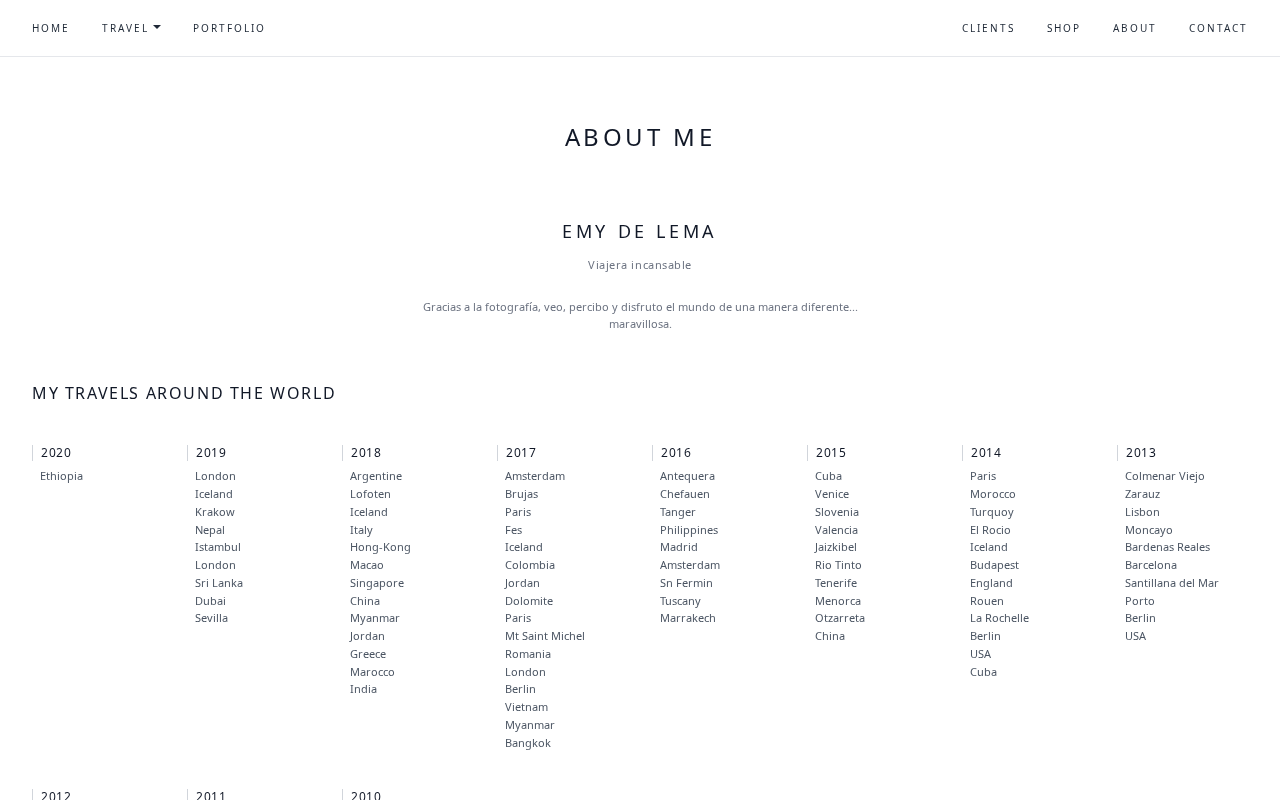 HOME TRAVEL PORTFOLIO CLIENTS SHOP ABOUT CONTACT
ABOUT ME
EMY DE LEMA
Viajera incansable
Gracias a la fotografía, veo, percibo y disfruto el mundo de una manera diferente...
maravillosa.
MY TRAVELS AROUND THE WORLD
2020
Ethiopia
2019
London
Iceland
Krakow
Nepal
Istambul
London
Sri Lanka
Dubai
Sevilla
2018
Argentine
Lofoten
Iceland
Italy
Hong-Kong
Macao
Singapore
China
Myanmar
Jordan
Greece
Marocco
India
2017
Amsterdam
Brujas
Paris
Fes
Iceland
Colombia
Jordan
Dolomite
Paris
Mt Saint Michel
Romania
London
Berlin
Vietnam
Myanmar
Bangkok
2016
Antequera
Chefauen
Tanger
Philippines
Madrid
Amsterdam
Sn Fermin
Tuscany
Marrakech
2015
Cuba
Venice
Slovenia
Valencia
Jaizkibel
Rio Tinto
Tenerife
Menorca
Otzarreta
China
2014
Paris
Morocco
Turquoy
El Rocio
Iceland
Budapest
England
Rouen
La Rochelle
Berlin
USA
Cuba
2013
Colmenar Viejo
Zarauz
Lisbon
Moncayo
Bardenas Reales
Barcelona
Santillana del Mar
Porto
Berlin
USA
2012
2011
2010